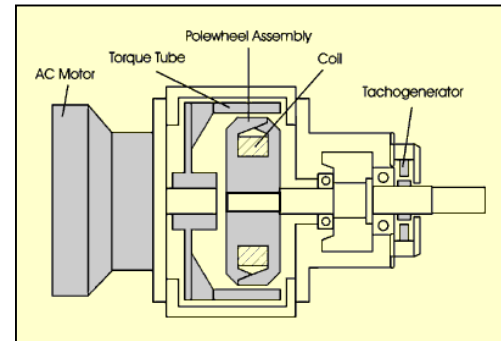 Polewheel Assembly
Torque Tube
Coil
AC Motor
Tachogenerator